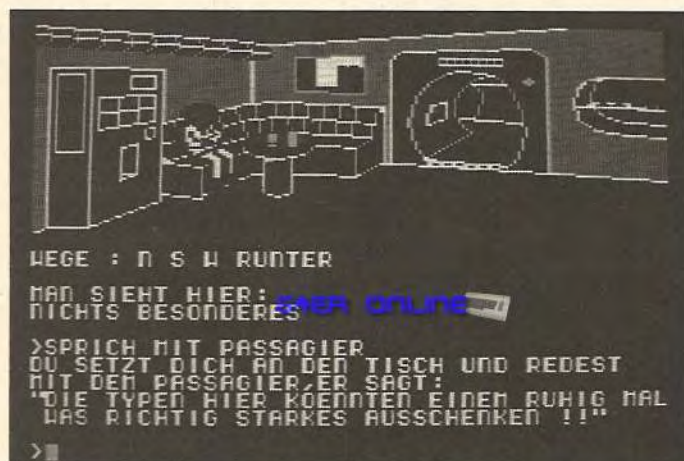 WEGE : N S W RUNTER
MAN SIEHT HIER:
NICHTS BESONDERES
64ER ONLINE
>SPRICH MIT PASSAGIER
DU SETZT DICH AN DEN TISCH UND REDEST
MIT DEM PASSAGIER,ER SAGT:
"DIE TYPEN HIER KOENNTEN EINEM RUHIG MAL
WAS RICHTIG STARKES AUSSCHENKEN !!"
>